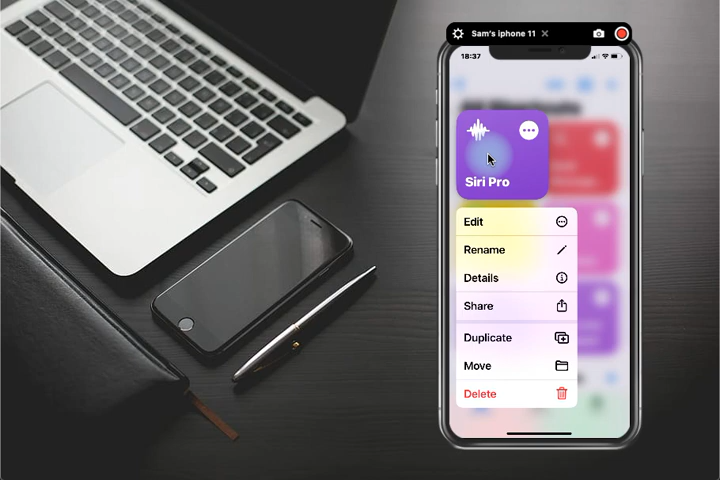 Sam's iphone 11
18:37
Siri Pro
Edit
Rename
Details
Share
Duplicate
Move
Delete